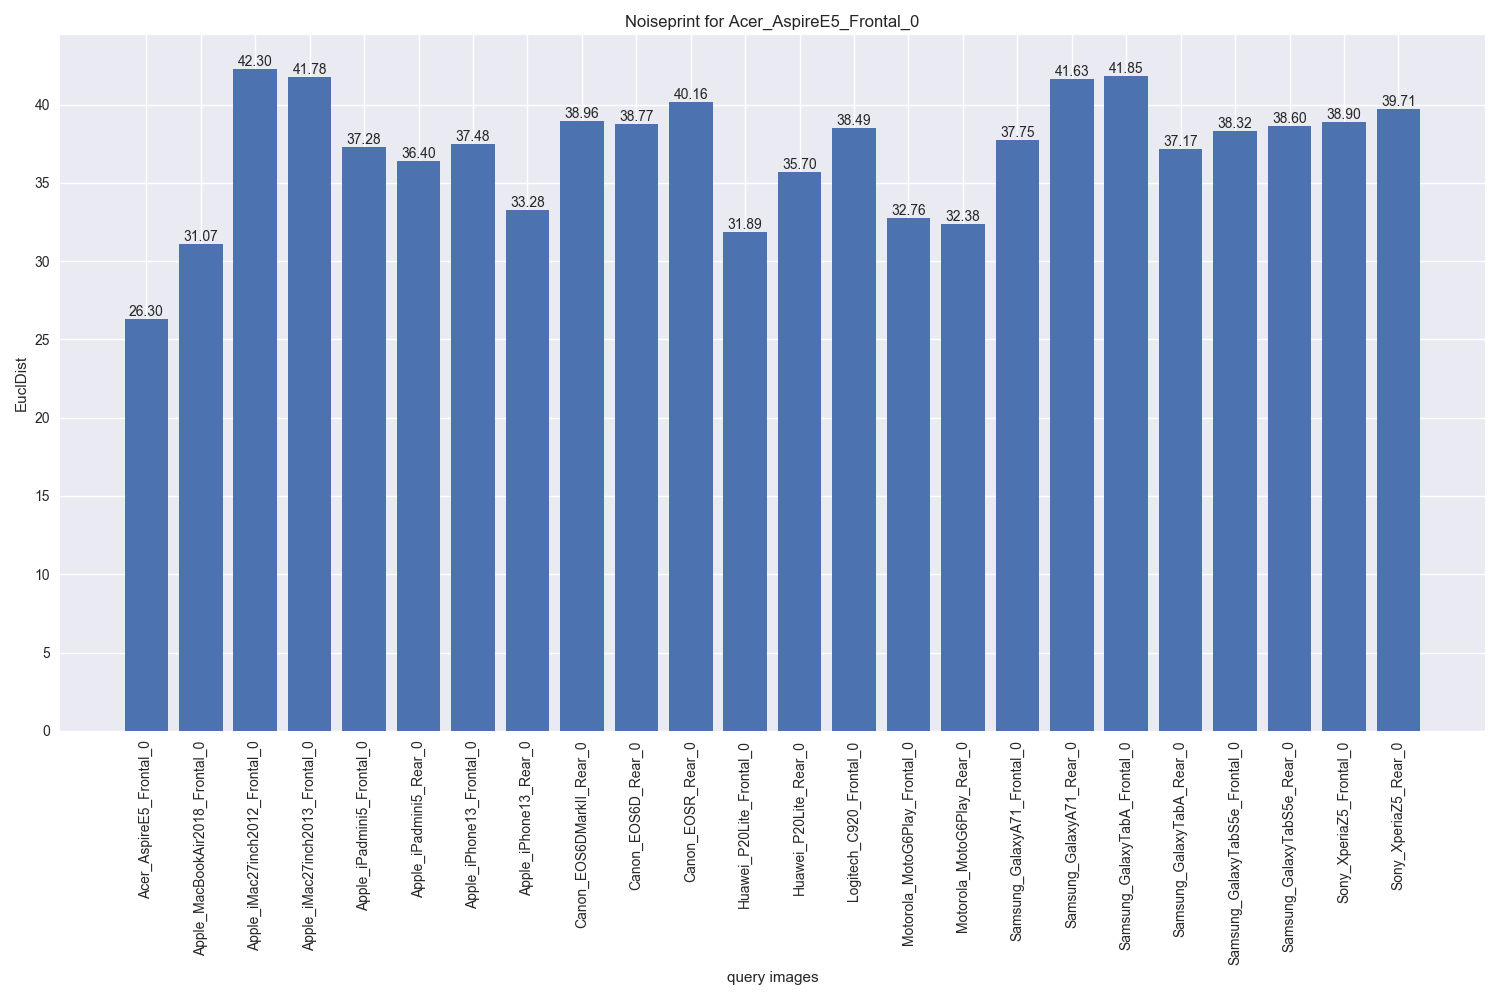 Noiseprint for Acer_AspireE5_Frontal_0
EuclDist
40
35
30
25
20
15
10
5
0
26.30
31.07
42.30
41.78
37.28
36.40
37.48
33.28
38.96
38.77
40.16
31.89
35.70
38.49
32.76
32.38
37.75
41.63
41.85
37.17
38.32
38.60
38.90
39.71
Acer_AspireE5_Frontal_0
Apple_MacBookAir2018_Frontal_0
Apple_iMac27inch2012_Frontal_0
Apple_iMac27inch2013_Frontal_0
Apple_iPadmini5_Frontal_0
Apple_iPadmini5_Rear_0
Apple_iPhone13_Frontal_0
Apple_iPhone13_Rear_0
Canon_EOS6DMarkII_Rear_0
Canon_EOS6D_Rear_0
Canon_EOSR_Rear_0
Huawei_P20Lite_Frontal_0
Huawei_P20Lite_Rear_0
Logitech_C920_Frontal_0
Motorola_MotoG6Play_Frontal_0
Motorola_MotoG6Play_Rear_0
Samsung_GalaxyA71_Frontal_0
Samsung_GalaxyA71_Rear_0
Samsung_GalaxyTabA_Frontal_0
Samsung_GalaxyTabA_Rear_0
Samsung_GalaxyTabS5e_Frontal_0
Samsung_GalaxyTabS5e_Rear_0
Sony_XperiaZ5_Frontal_0
Sony_XperiaZ5_Rear_0
query images